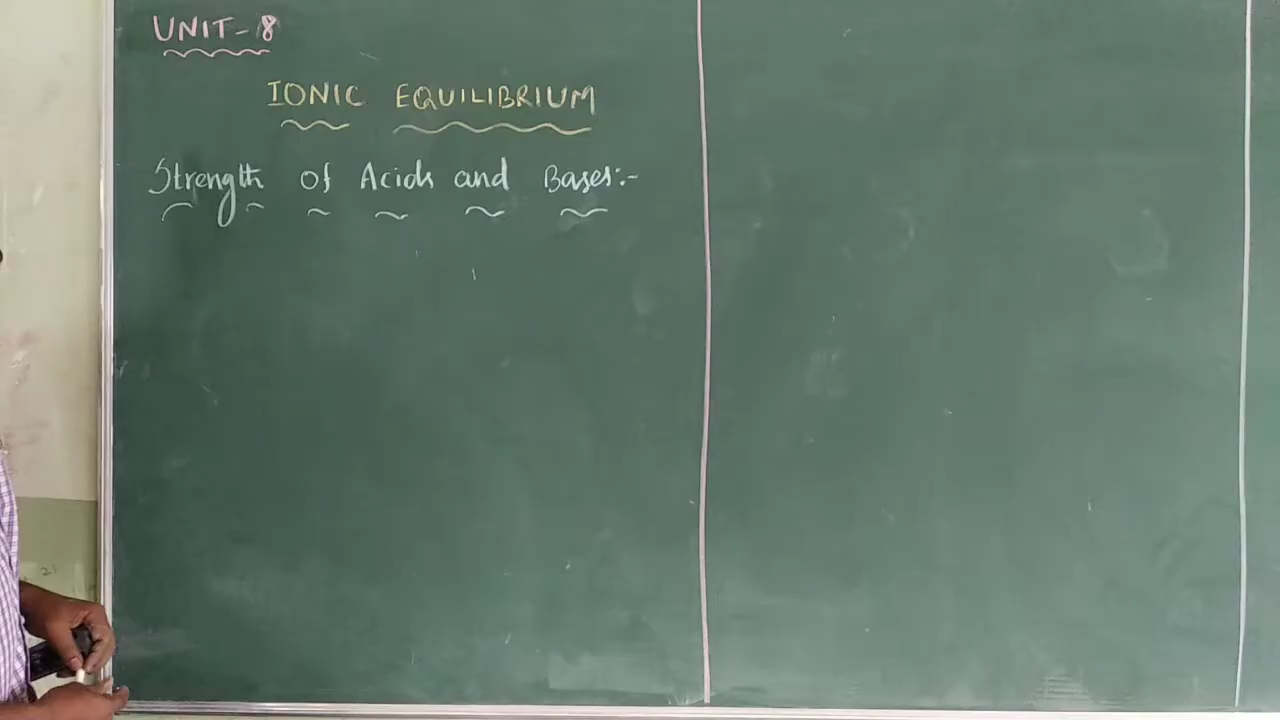 UNIT-8
IONIC EQUILIBRIUM
Strength of Acids and Bases:-